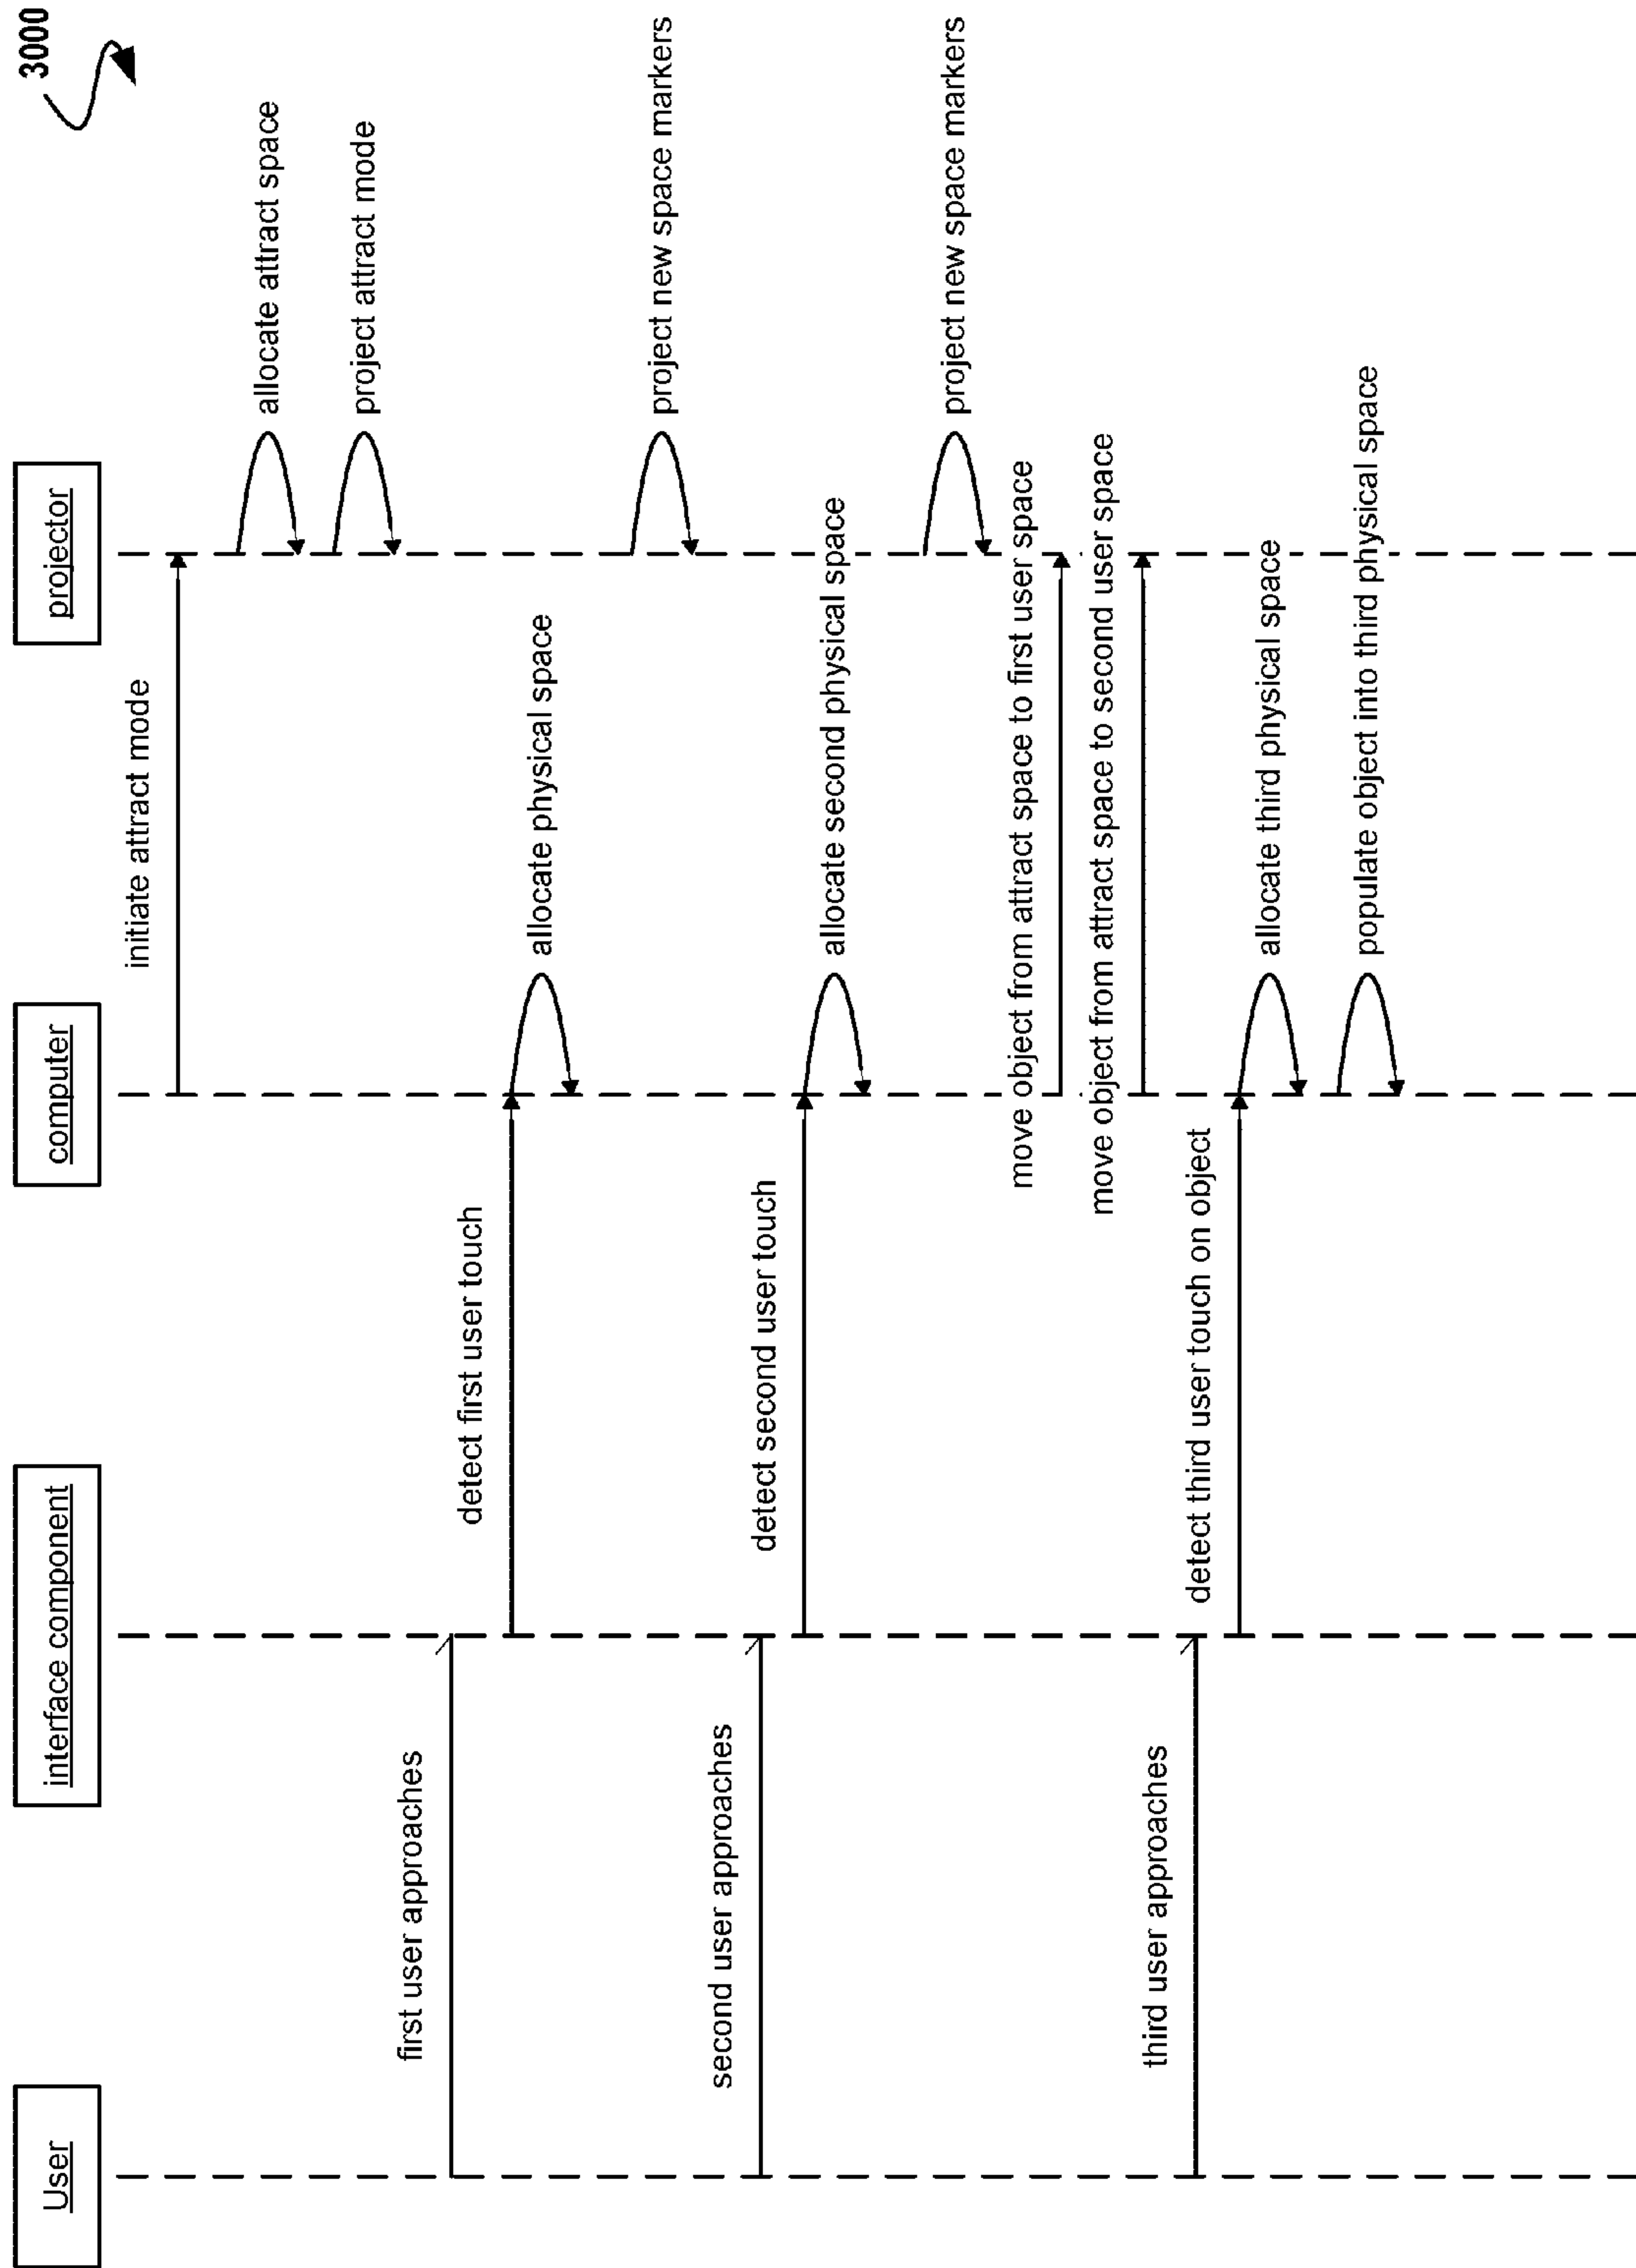 3000
User
interface component
computer
projector
initiate attract mode
allocate attract space
project attract mode
first user approaches
detect first user touch
allocate physical space
project new space markers
second user approaches
detect second user touch
allocate second physical space
project new space markers
move object from attract space to first user space
move object from attract space to second user space
third user approaches
detect third user touch on object
allocate third physical space
populate object into third physical space